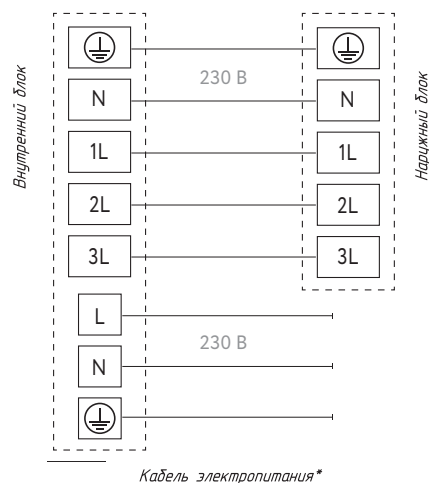 Внутренний блок
Наружный блок
230 В
N
N
1L
1L
2L
2L
3L
3L
L
230 В
N
Кабель электропитания*